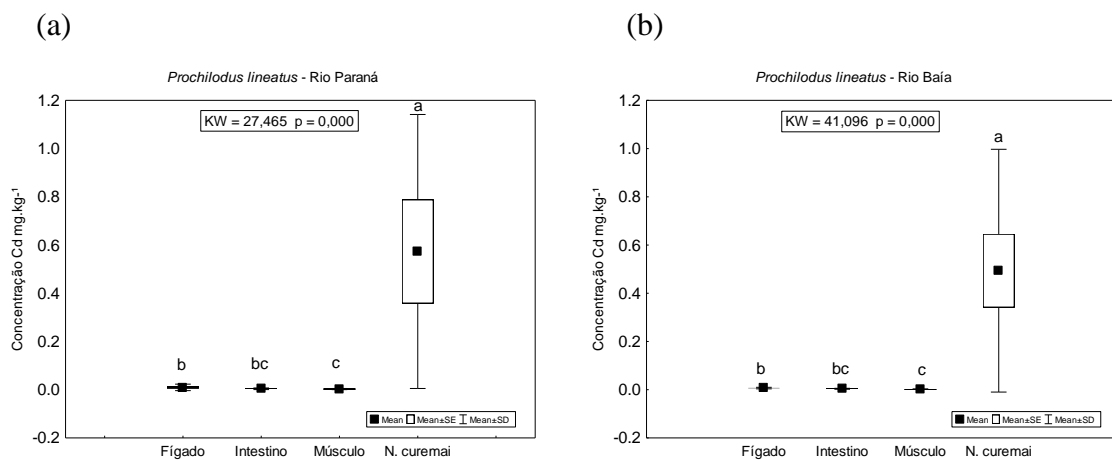 (a)
Prochilodus lineatus - Rio Paraná
KW = 27,465 p = 0,000
Concentração Cd mg.kg-¹
1.2
1.0
0.8
0.6
0.4
0.2
0.0
-0.2
b
bc
c
a
Mean Mean±SE Mean±SD
Fígado Intestino Músculo N. curemai
(b)
Prochilodus lineatus - Rio Baía
KW = 41,096 p = 0,000
Concentração Cd mg.kg-¹
1.2
1.0
0.8
0.6
0.4
0.2
0.0
-0.2
b
bc
c
a
Mean Mean±SE Mean±SD
Fígado Intestino Músculo N. curemai